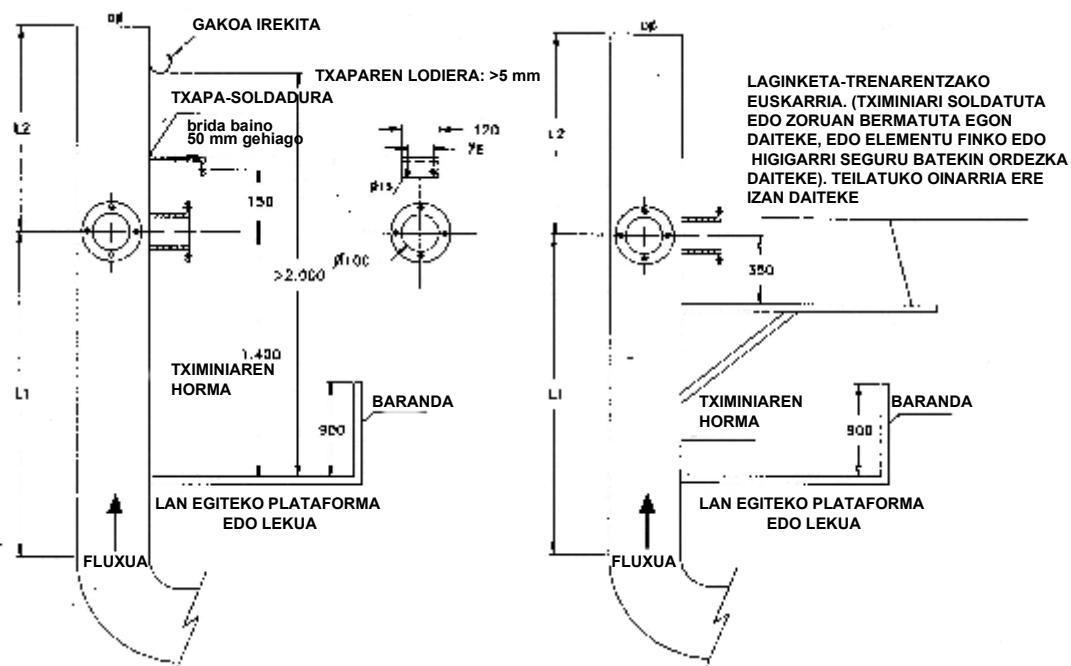 GAKOA IREKITA
TXAPAREN LODIERA: >5 mm
TXAPA-SOLDADURA
brida baino
50 mm gehiago
L2
120
150
>2.000
1.400
L1
TXIMINIAREN
HORMA
900
BARANDA
LAN EGITEKO PLATAFORMA
EDO LEKUA
FLUXUA
LAGINKETA-TRENARENTZAKO
EUSKARRIA. (TXIMINIARI SOLDATUTA
EDO ZORUAN BERMATUTA EGON
DAITEKE, EDO ELEMENTU FINKO EDO
HIGIGARRI SEGURU BATEKIN ORDEZKA
DAITEKE). TEILATUKO OINARRIA ERE
IZAN DAITEKE
L2
350
L1
TXIMINIAREN
HORMA
900
BARANDA
LAN EGITEKO PLATAFORMA
EDO LEKUA
FLUXUA